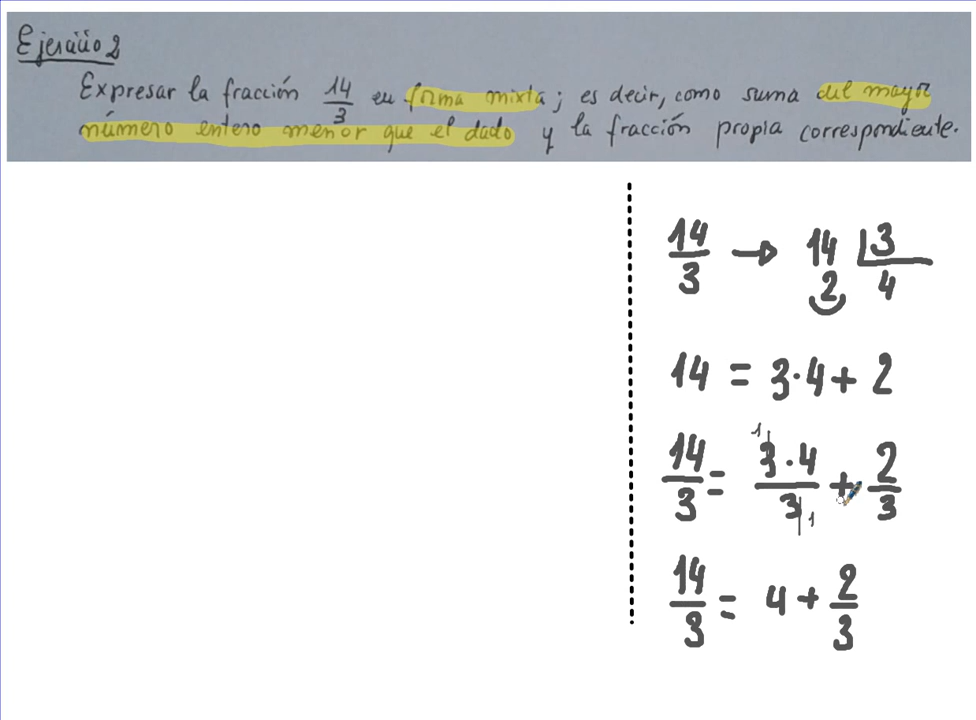 Ejercicio 2
Expresar la fracción 14/3 en forma mixta; es decir, como suma del mayor
número entero menor que el dado y la fracción propia correspondiente.
14/3 → 14 |3
2 4
14 = 3·4 + 2
14/3 = 3·4/3 + 2/3
1 1
14/3 = 4 + 2/3